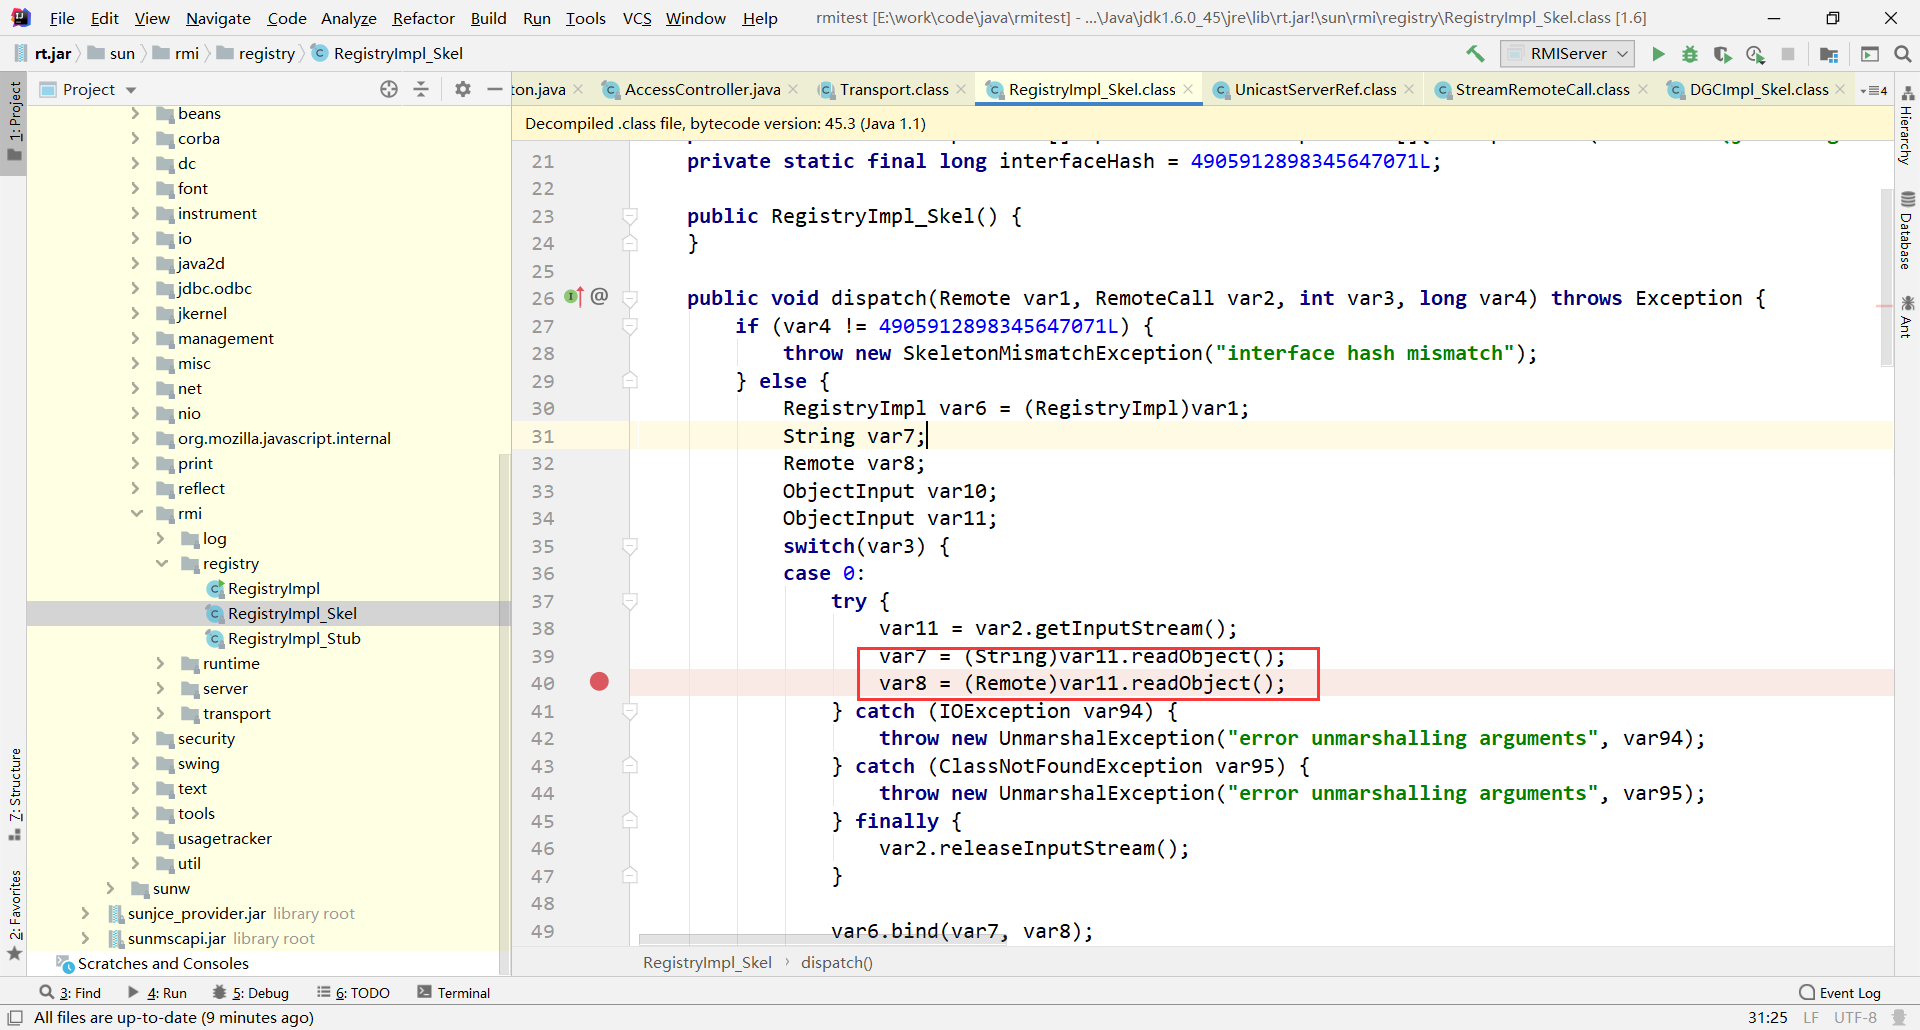 File Edit View Navigate Code Analyze Refactor Build Run Tools VCS Window Help rmitest [E:\work\code\java\rmitest] - ...\Java\jdk1.6.0_45\jre\lib\rt.jar!\sun\rmi\registry\RegistryImpl_Skel.class [1.6]
rt.jar sun rmi registry RegistryImpl_Skel RMIServer
Project ton.java AccessController.java Transport.class RegistryImpl_Skel.class UnicastServerRef.class StreamRemoteCall.class DGCImpl_Skel.class 4
1: Project
7: Structure
2: Favorites
beans
corba
dc
font
instrument
io
java2d
jdbc.odbc
jkernel
management
misc
net
nio
org.mozilla.javascript.internal
print
reflect
rmi
log
registry
RegistryImpl
RegistryImpl_Skel
RegistryImpl_Stub
runtime
server
transport
security
swing
text
tools
usagetracker
util
sunw
sunjce_provider.jar library root
sunmscapi.jar library root
Scratches and Consoles
Decompiled .class file, bytecode version: 45.3 (Java 1.1)
21 private static final long interfaceHash = 4905912898345647071L;
22
23 public RegistryImpl_Skel() {
24 }
25
26 @ public void dispatch(Remote var1, RemoteCall var2, int var3, long var4) throws Exception {
27 if (var4 != 4905912898345647071L) {
28 throw new SkeletonMismatchException("interface hash mismatch");
29 } else {
30 RegistryImpl var6 = (RegistryImpl)var1;
31 String var7;
32 Remote var8;
33 ObjectInput var10;
34 ObjectInput var11;
35 switch(var3) {
36 case 0:
37 try {
38 var11 = var2.getInputStream();
39 var7 = (String)var11.readObject();
40 var8 = (Remote)var11.readObject();
41 } catch (IOException var94) {
42 throw new UnmarshalException("error unmarshalling arguments", var94);
43 } catch (ClassNotFoundException var95) {
44 throw new UnmarshalException("error unmarshalling arguments", var95);
45 } finally {
46 var2.releaseInputStream();
47 }
48
49 var6.bind(var7, var8);
RegistryImpl_Skel › dispatch()
Hierarchy
Database
Ant
3: Find 4: Run 5: Debug 6: TODO Terminal Event Log
All files are up-to-date (9 minutes ago) 31:25 LF UTF-8